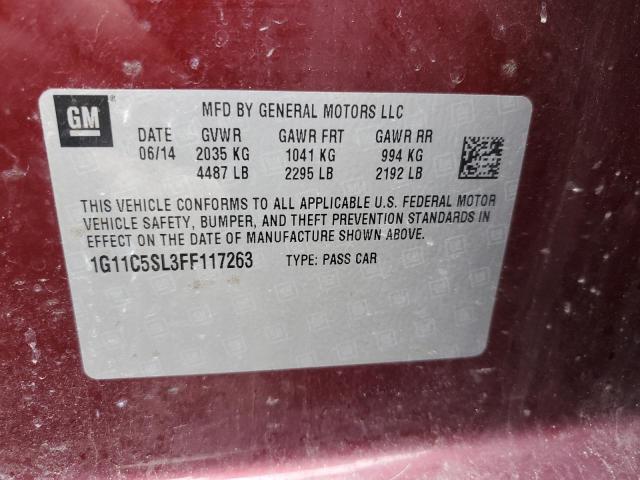 GM
MFD BY GENERAL MOTORS LLC
DATE GVWR GAWR FRT GAWR RR
06/14 2035 KG 1041 KG 994 KG
4487 LB 2295 LB 2192 LB
THIS VEHICLE CONFORMS TO ALL APPLICABLE U.S. FEDERAL MOTOR
VEHICLE SAFETY, BUMPER, AND THEFT PREVENTION STANDARDS IN
EFFECT ON THE DATE OF MANUFACTURE SHOWN ABOVE.
1G11C5SL3FF117263 TYPE: PASS CAR